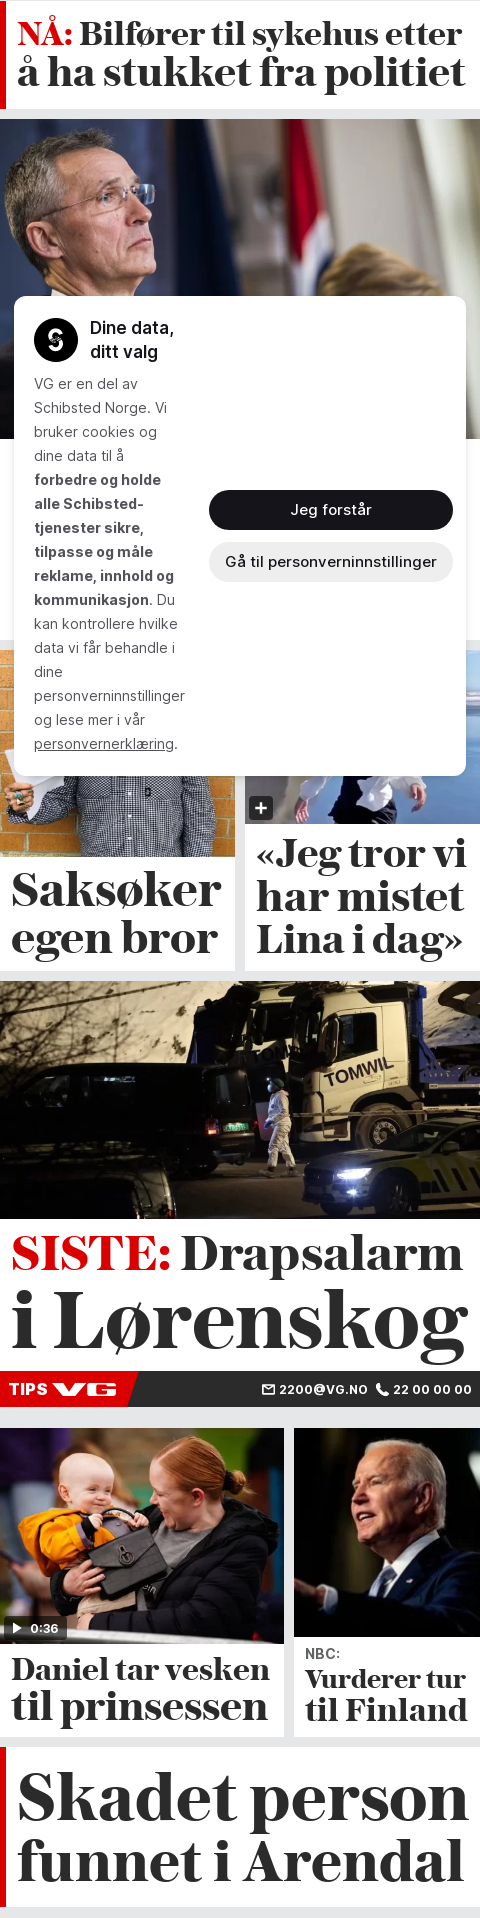 NÅ: Bilfører til sykehus etter
å ha stukket fra politiet
Dine data,
ditt valg
VG er en del av
Schibsted Norge. Vi
bruker cookies og
dine data til å
forbedre og holde
alle Schibsted-
tjenester sikre,
tilpasse og måle
reklame, innhold og
kommunikasjon. Du
kan kontrollere hvilke
data vi får behandle i
dine
personverninnstillinger
og lese mer i vår
personvernerklæring.
Jeg forstår
Gå til personverninnstillinger
Saksøker
egen bror
«Jeg tror vi
har mistet
Lina i dag»
TOMWIL
SISTE: Drapsalarm
i Lørenskog
TIPS VG
2200@VG.NO 22 00 00 00
0:36
Daniel tar vesken
til prinsessen
NBC:
Vurderer tur
til Finland
Skadet person
funnet i Arendal